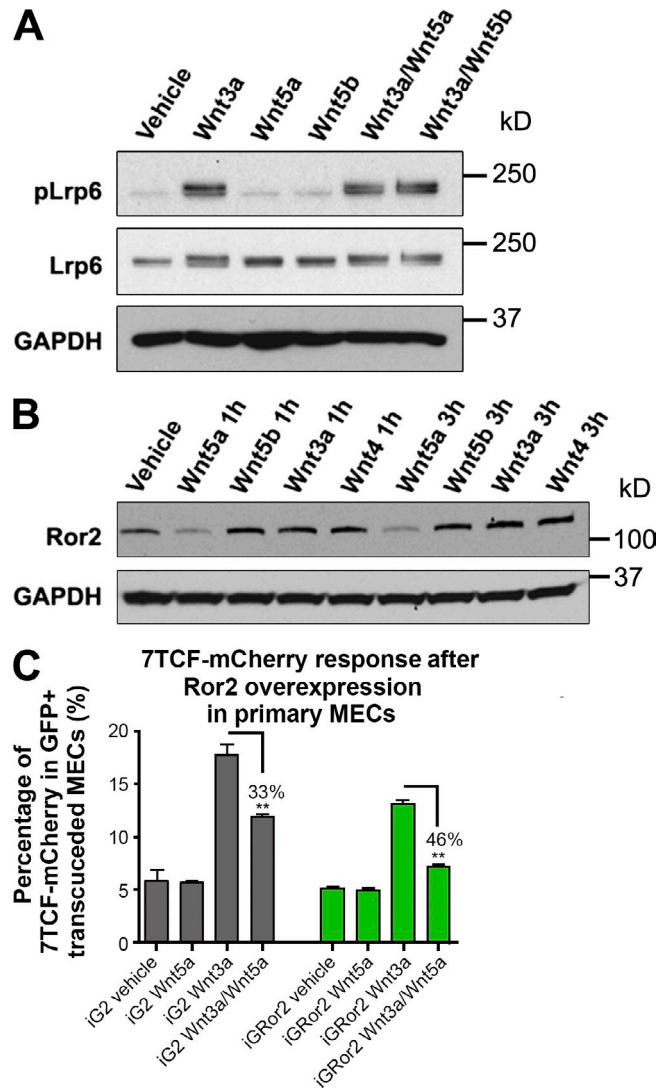 A
Vehicle
Wnt3a
Wnt5a
Wnt5b
Wnt3a/Wnt5a
Wnt3a/Wnt5b
kD
pLrp6
250
Lrp6
250
GAPDH
37
B
Vehicle
Wnt5a 1h
Wnt5b 1h
Wnt3a 1h
Wnt4 1h
Wnt5a 3h
Wnt5b 3h
Wnt3a 3h
Wnt4 3h
kD
Ror2
100
GAPDH
37
C
7TCF-mCherry response after
Ror2 overexpression
in primary MECs
Percentage of
7TCF-mCherry in GFP+
transcuceded MECs (%)
20
15
10
5
0
33%
**
46%
**
iG2 vehicle
iG2 Wnt5a
iG2 Wnt3a
iG2 Wnt3a/Wnt5a
iGRor2 vehicle
iGRor2 Wnt5a
iGRor2 Wnt3a
iGRor2 Wnt3a/Wnt5a